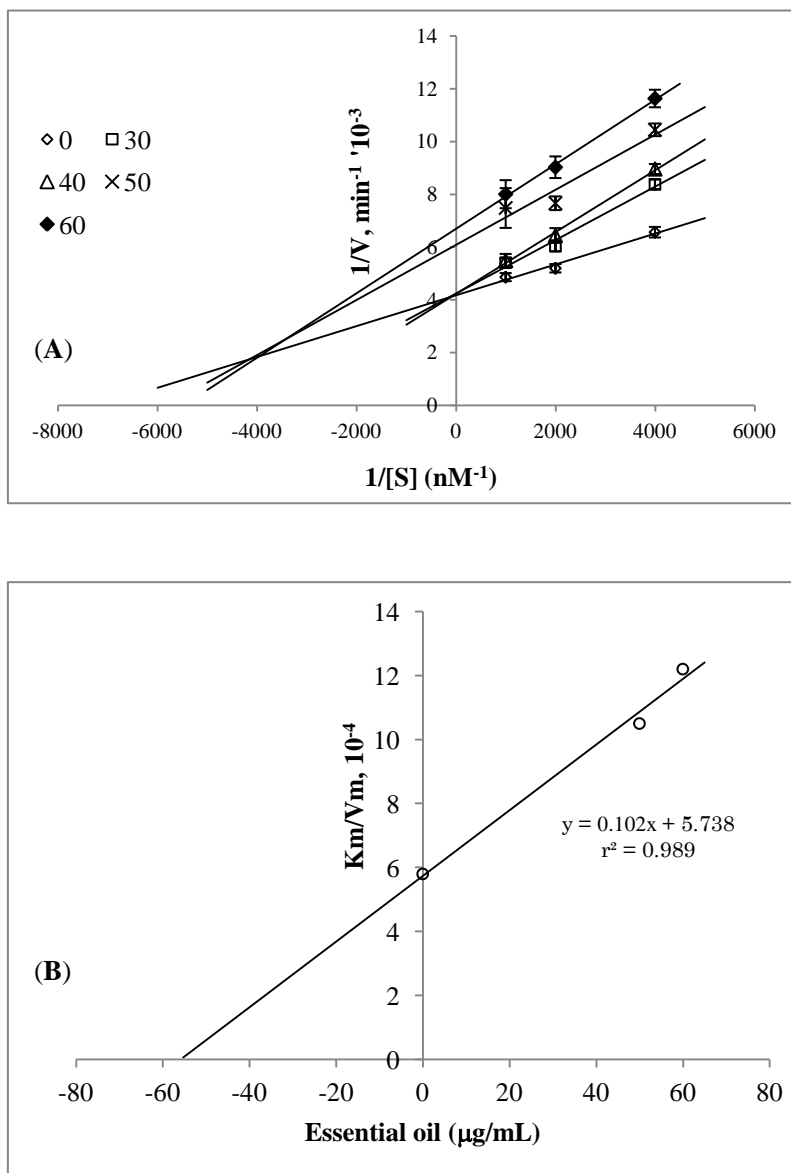 14
12
10
8
6
4
2
0
1/V, min-1 '10-3
0 30
40 50
60
(A)
-8000 -6000 -4000 -2000 0 2000 4000 6000
1/[S] (nM-1)
14
12
10
8
6
4
2
0
Km/Vm, 10-4
y = 0.102x + 5.738
r² = 0.989
(B)
-80 -60 -40 -20 0 20 40 60 80
Essential oil (µg/mL)